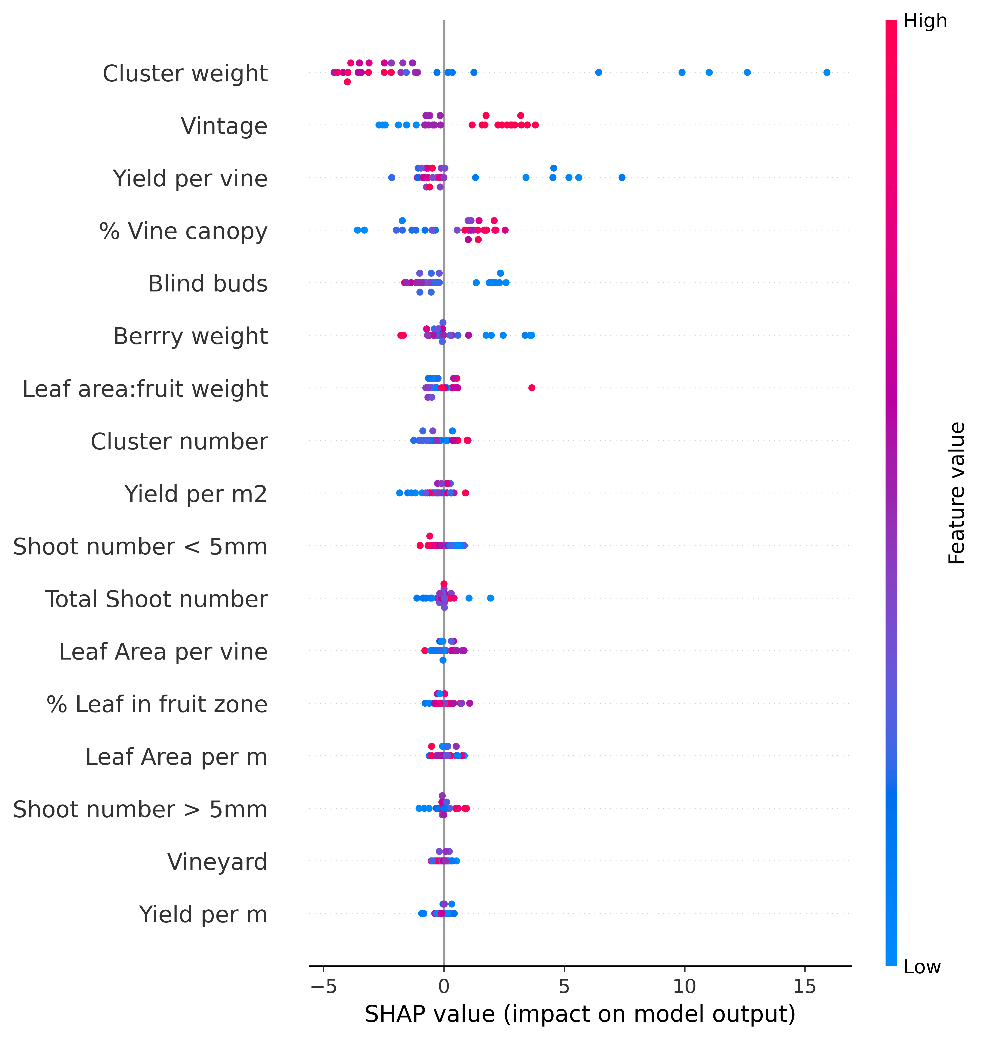 High
Cluster weight
Vintage
Yield per vine
% Vine canopy
Blind buds
Berrry weight
Leaf area:fruit weight
Cluster number
Yield per m2
Shoot number < 5mm
Total Shoot number
Leaf Area per vine
% Leaf in fruit zone
Leaf Area per m
Shoot number > 5mm
Vineyard
Yield per m
Feature value
Low
−5 0 5 10 15
SHAP value (impact on model output)